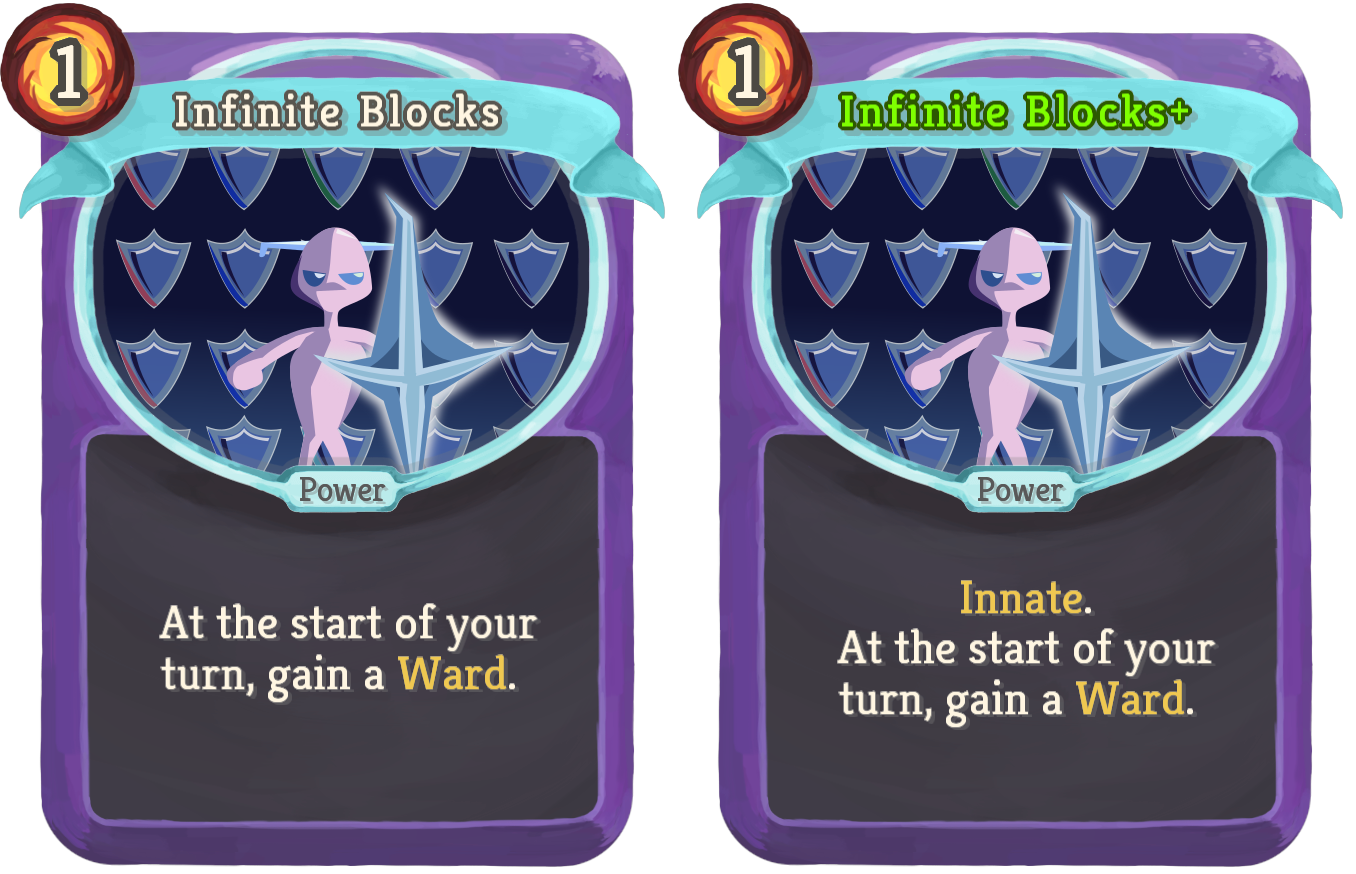 1
Infinite Blocks
Power
At the start of your
turn, gain a Ward.
1
Infinite Blocks+
Power
Innate.
At the start of your
turn, gain a Ward.